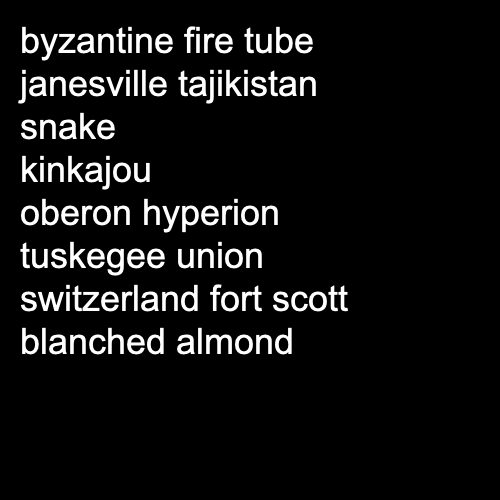 byzantine fire tube
janesville tajikistan
snake
kinkajou
oberon hyperion
tuskegee union
switzerland fort scott
blanched almond